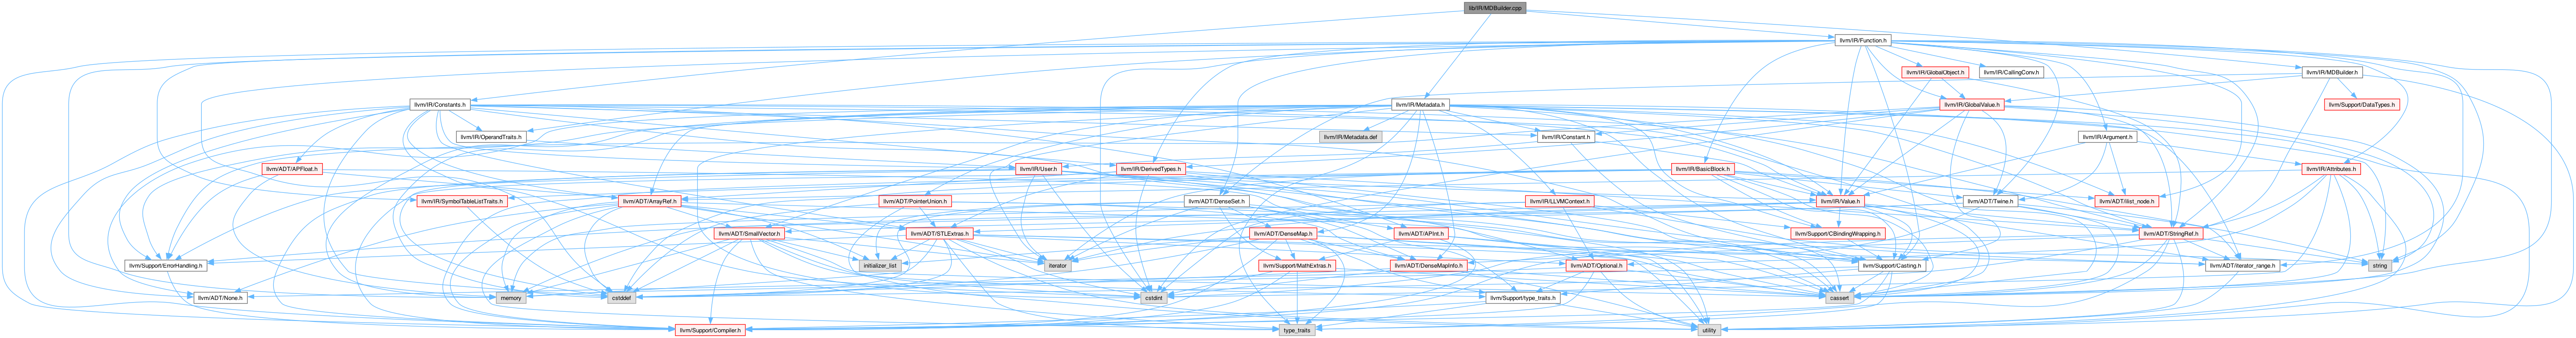 lib/IR/MDBuilder.cpp
llvm/IR/Function.h
llvm/IR/GlobalObject.h
llvm/IR/CallingConv.h
llvm/IR/MDBuilder.h
llvm/IR/Constants.h
llvm/IR/Metadata.h
llvm/IR/GlobalValue.h
llvm/Support/DataTypes.h
llvm/IR/OperandTraits.h
llvm/IR/Metadata.def
llvm/IR/Constant.h
llvm/IR/Argument.h
llvm/ADT/APFloat.h
llvm/IR/User.h
llvm/IR/DerivedTypes.h
llvm/IR/BasicBlock.h
llvm/IR/Attributes.h
llvm/IR/SymbolTableListTraits.h
llvm/ADT/ArrayRef.h
llvm/ADT/PointerUnion.h
llvm/ADT/DenseSet.h
llvm/IR/LLVMContext.h
llvm/IR/Value.h
llvm/ADT/Twine.h
llvm/ADT/ilist_node.h
llvm/ADT/SmallVector.h
llvm/ADT/STLExtras.h
llvm/ADT/DenseMap.h
llvm/ADT/APInt.h
llvm/Support/CBindingWrapping.h
llvm/ADT/StringRef.h
llvm/Support/ErrorHandling.h
initializer_list
iterator
llvm/Support/MathExtras.h
llvm/ADT/DenseMapInfo.h
llvm/ADT/Optional.h
llvm/Support/Casting.h
llvm/ADT/iterator_range.h
string
llvm/ADT/None.h
memory
cstddef
cstdint
llvm/Support/type_traits.h
cassert
llvm/Support/Compiler.h
type_traits
utility